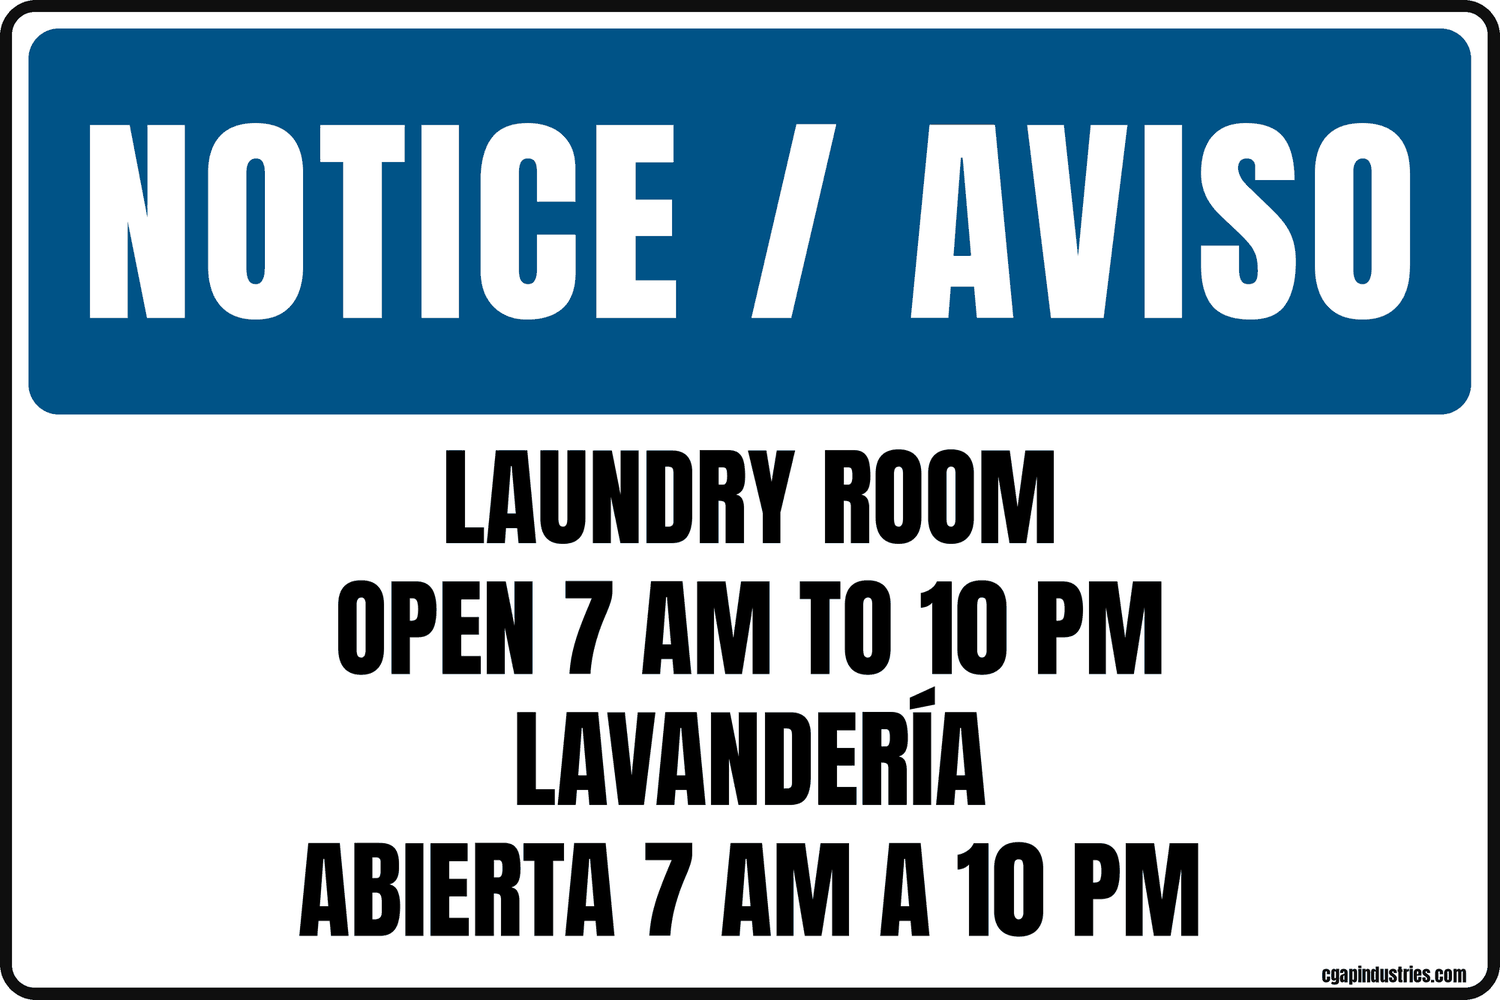 NOTICE / AVISO
LAUNDRY ROOM
OPEN 7 AM TO 10 PM
LAVANDERÍA
ABIERTA 7 AM A 10 PM
cgapindustries.com